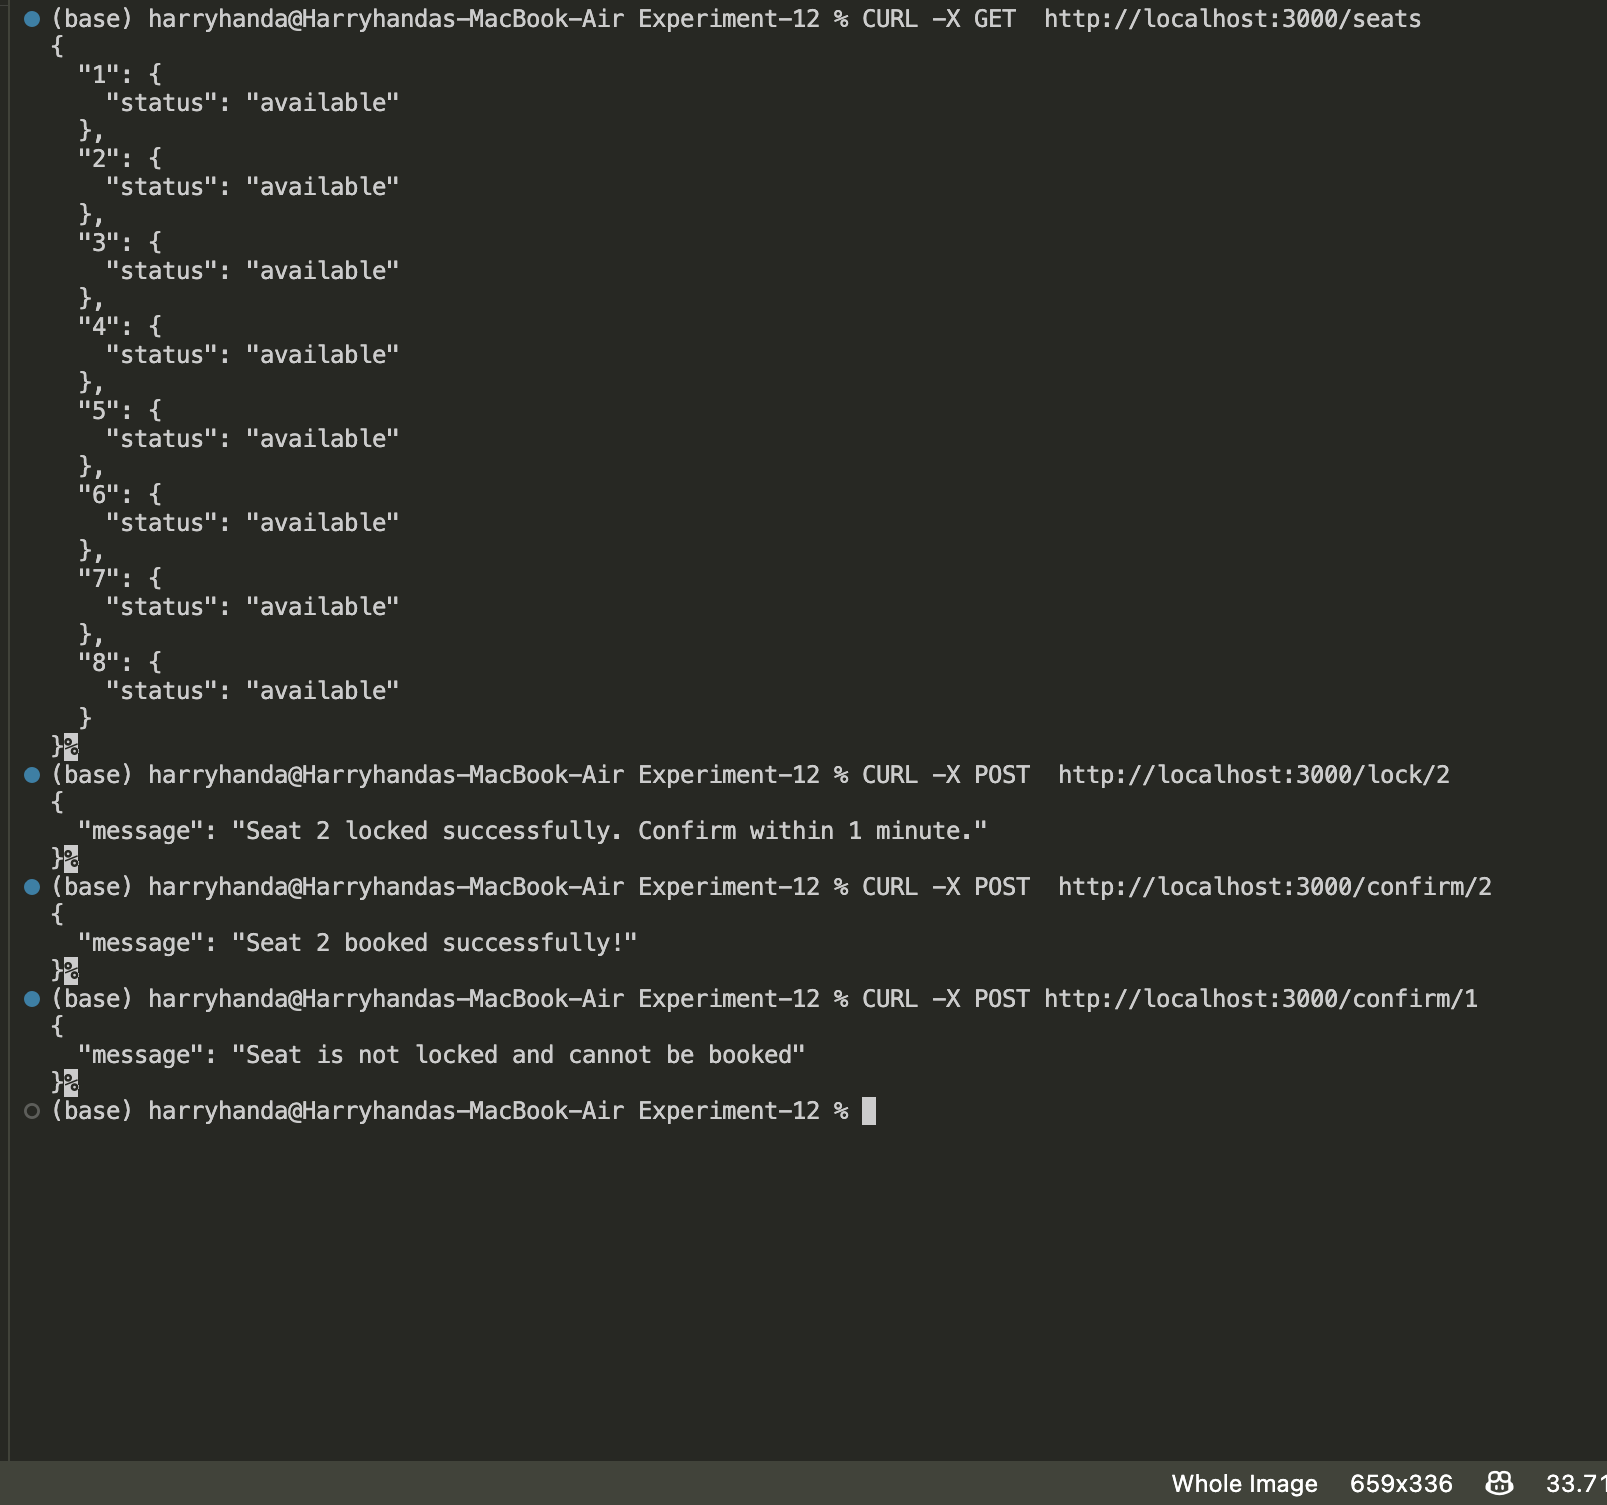 (base) harryhanda@Harryhandas-MacBook-Air Experiment-12 % CURL -X GET  http://localhost:3000/seats
{
  "1": {
    "status": "available"
  },
  "2": {
    "status": "available"
  },
  "3": {
    "status": "available"
  },
  "4": {
    "status": "available"
  },
  "5": {
    "status": "available"
  },
  "6": {
    "status": "available"
  },
  "7": {
    "status": "available"
  },
  "8": {
    "status": "available"
  }
}%
(base) harryhanda@Harryhandas-MacBook-Air Experiment-12 % CURL -X POST  http://localhost:3000/lock/2
{
  "message": "Seat 2 locked successfully. Confirm within 1 minute."
}%
(base) harryhanda@Harryhandas-MacBook-Air Experiment-12 % CURL -X POST  http://localhost:3000/confirm/2
{
  "message": "Seat 2 booked successfully!"
}%
(base) harryhanda@Harryhandas-MacBook-Air Experiment-12 % CURL -X POST http://localhost:3000/confirm/1
{
  "message": "Seat is not locked and cannot be booked"
}%
(base) harryhanda@Harryhandas-MacBook-Air Experiment-12 %
Whole Image 659x336 33.71